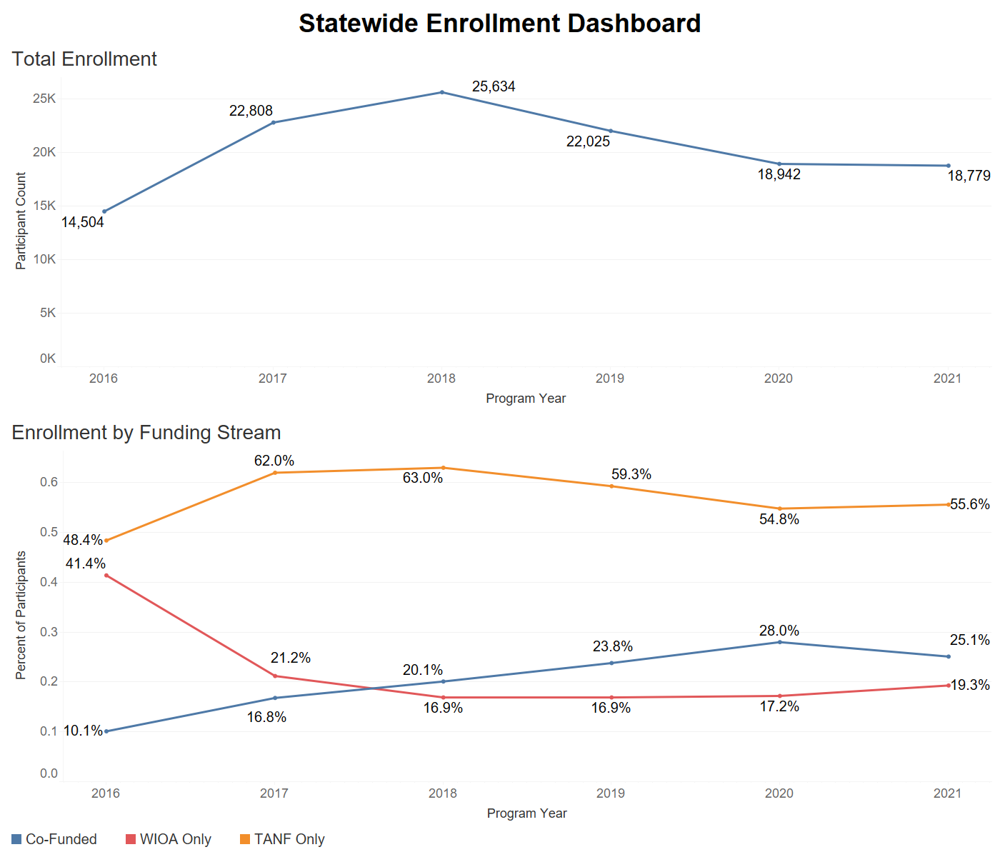 Statewide Enrollment Dashboard
Total Enrollment
Participant Count
25K
20K
15K
10K
5K
0K
14,504
22,808
25,634
22,025
18,942
18,779
2016 2017 2018 2019 2020 2021
Program Year
Enrollment by Funding Stream
Percent of Participants
0.6
0.5
0.4
0.3
0.2
0.1
0.0
48.4% 62.0% 63.0% 59.3% 54.8% 55.6%
41.4% 21.2% 16.9% 16.9% 17.2% 19.3%
10.1% 16.8% 20.1% 23.8% 28.0% 25.1%
2016 2017 2018 2019 2020 2021
Program Year
Co-Funded WIOA Only TANF Only